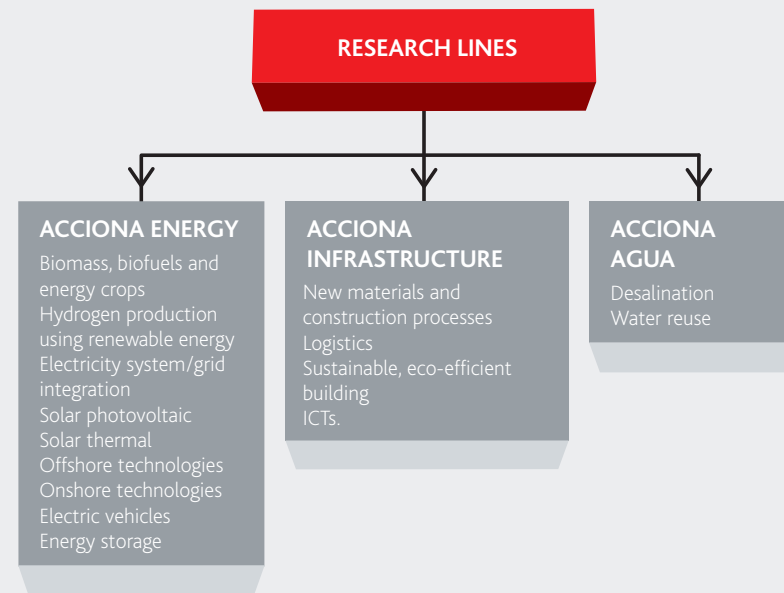 RESEARCH LINES
ACCIONA ENERGY
Biomass, biofuels and
energy crops
Hydrogen production
using renewable energy
Electricity system/grid
integration
Solar photovoltaic
Solar thermal
Offshore technologies
Onshore technologies
Electric vehicles
Energy storage
ACCIONA
INFRASTRUCTURE
New materials and
construction processes
Logistics
Sustainable, eco-efficient
building
ICTs.
ACCIONA
AGUA
Desalination
Water reuse